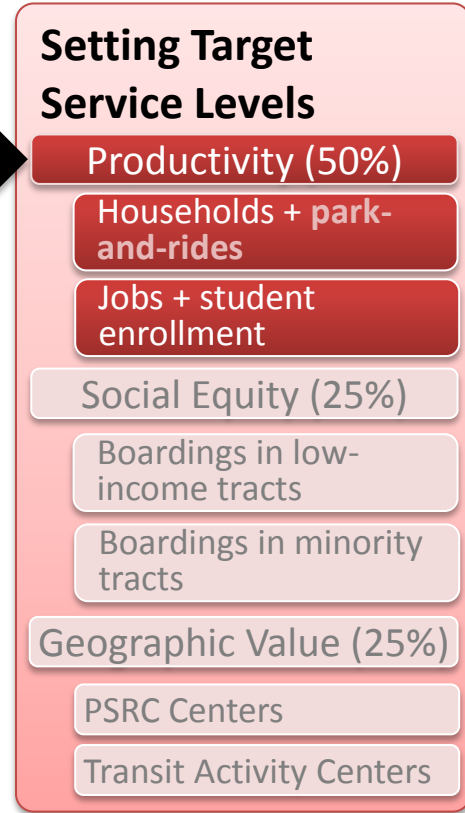 Setting Target
Service Levels
Productivity (50%)
Households + park-
and-rides
Jobs + student
enrollment
Social Equity (25%)
Boardings in low-
income tracts
Boardings in minority
tracts
Geographic Value (25%)
PSRC Centers
Transit Activity Centers